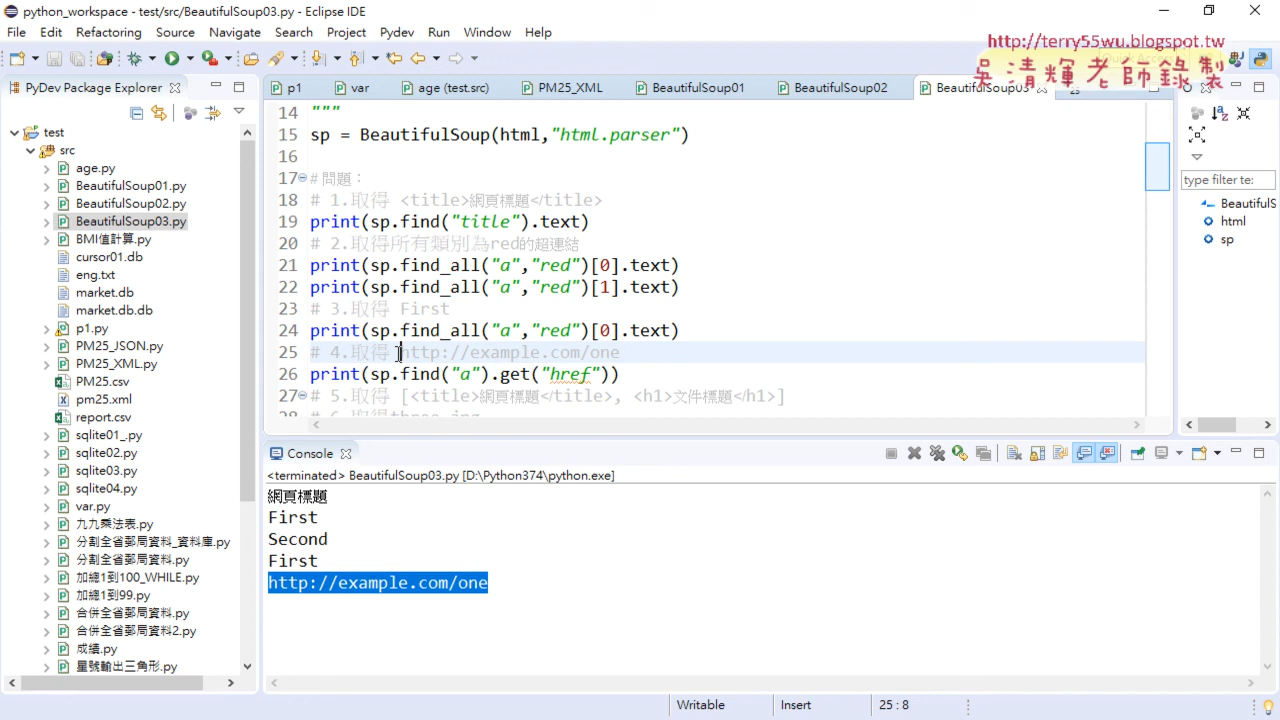 python_workspace - test/src/BeautifulSoup03.py - Eclipse IDE
File Edit Refactoring Source Navigate Search Project Pydev Run Window Help
http://terry55wu.blogspot.tw
吳清輝老師錄製
PyDev Package Explorer
p1
var
age (test/src)
PM25_XML
BeautifulSoup01
BeautifulSoup02
BeautifulSoup03
test
src
age.py
BeautifulSoup01.py
BeautifulSoup02.py
BeautifulSoup03.py
BMI值計算.py
cursor01.db
eng.txt
market.db
market.db.db
p1.py
PM25_JSON.py
PM25_XML.py
PM25.csv
pm25.xml
report.csv
sqlite01_.py
sqlite02.py
sqlite03.py
sqlite04.py
var.py
九九乘法表.py
分割全省郵局資料_資料庫.py
分割全省郵局資料.py
加總1到100_WHILE.py
加總1到99.py
合併全省郵局資料.py
合併全省郵局資料2.py
成績.py
星號輸出三角形.py
14 """
15 sp = BeautifulSoup(html,"html.parser")
16
17 #問題：
18 # 1.取得 <title>網頁標題</title>
19 print(sp.find("title").text)
20 # 2.取得所有類別為red的超連結
21 print(sp.find_all("a","red")[0].text)
22 print(sp.find_all("a","red")[1].text)
23 # 3.取得 First
24 print(sp.find_all("a","red")[0].text)
25 # 4.取得 http://example.com/one
26 print(sp.find("a").get("href"))
27 # 5.取得 [<title>網頁標題</title>, <h1>文件標題</h1>]
28 # 6.取得three.jpg
type filter te:
BeautifulS
html
sp
Console
<terminated> BeautifulSoup03.py [D:\Python374\python.exe]
網頁標題
First
Second
First
http://example.com/one
Writable Insert 25 : 8